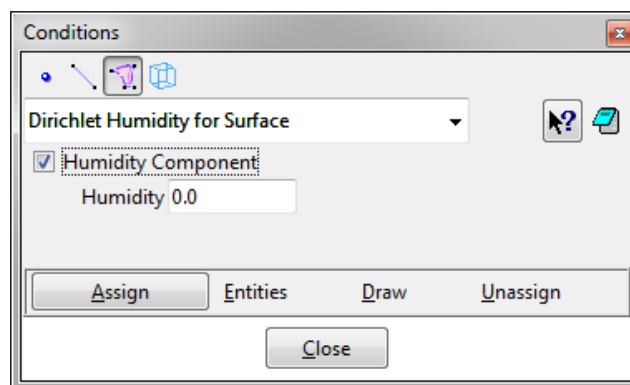 Conditions
Dirichlet Humidity for Surface
Humidity Component
Humidity 0.0
Assign Entities Draw Unassign
Close